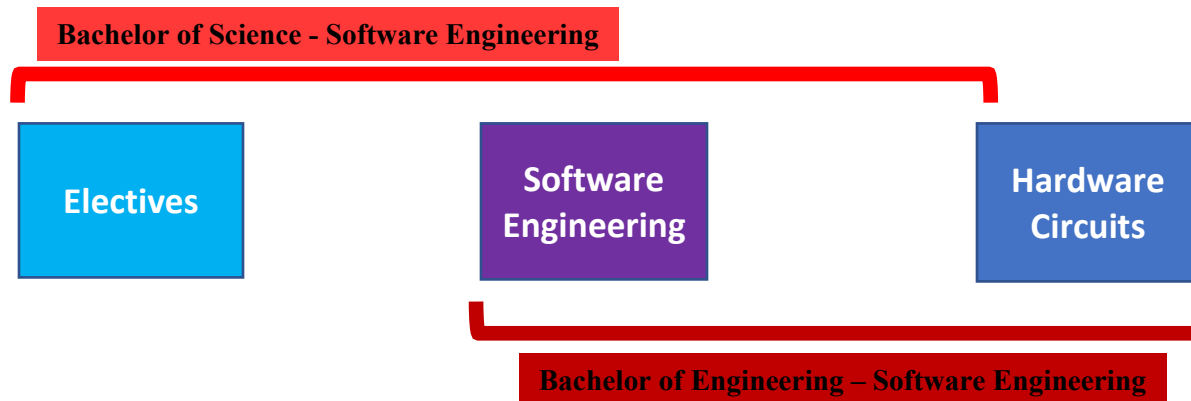 Bachelor of Science - Software Engineering
Electives
Software
Engineering
Hardware
Circuits
Bachelor of Engineering – Software Engineering